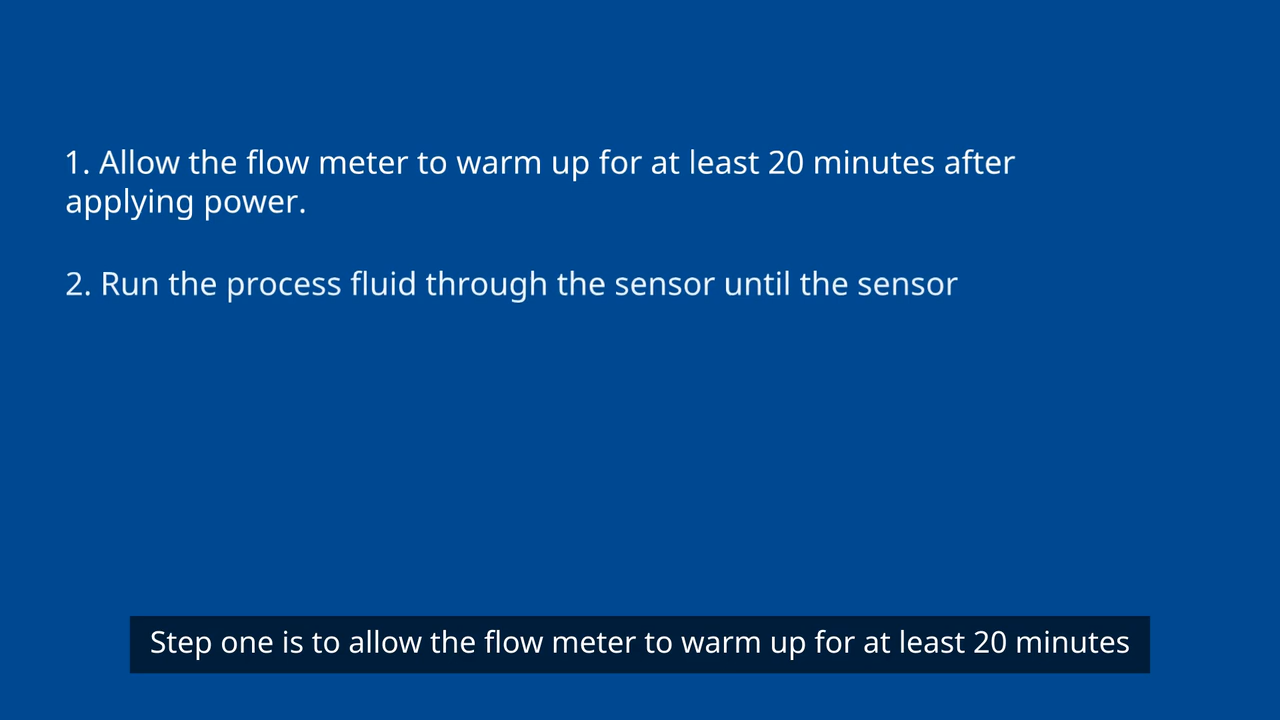 1. Allow the flow meter to warm up for at least 20 minutes after
applying power.
2. Run the process fluid through the sensor until the sensor
Step one is to allow the flow meter to warm up for at least 20 minutes